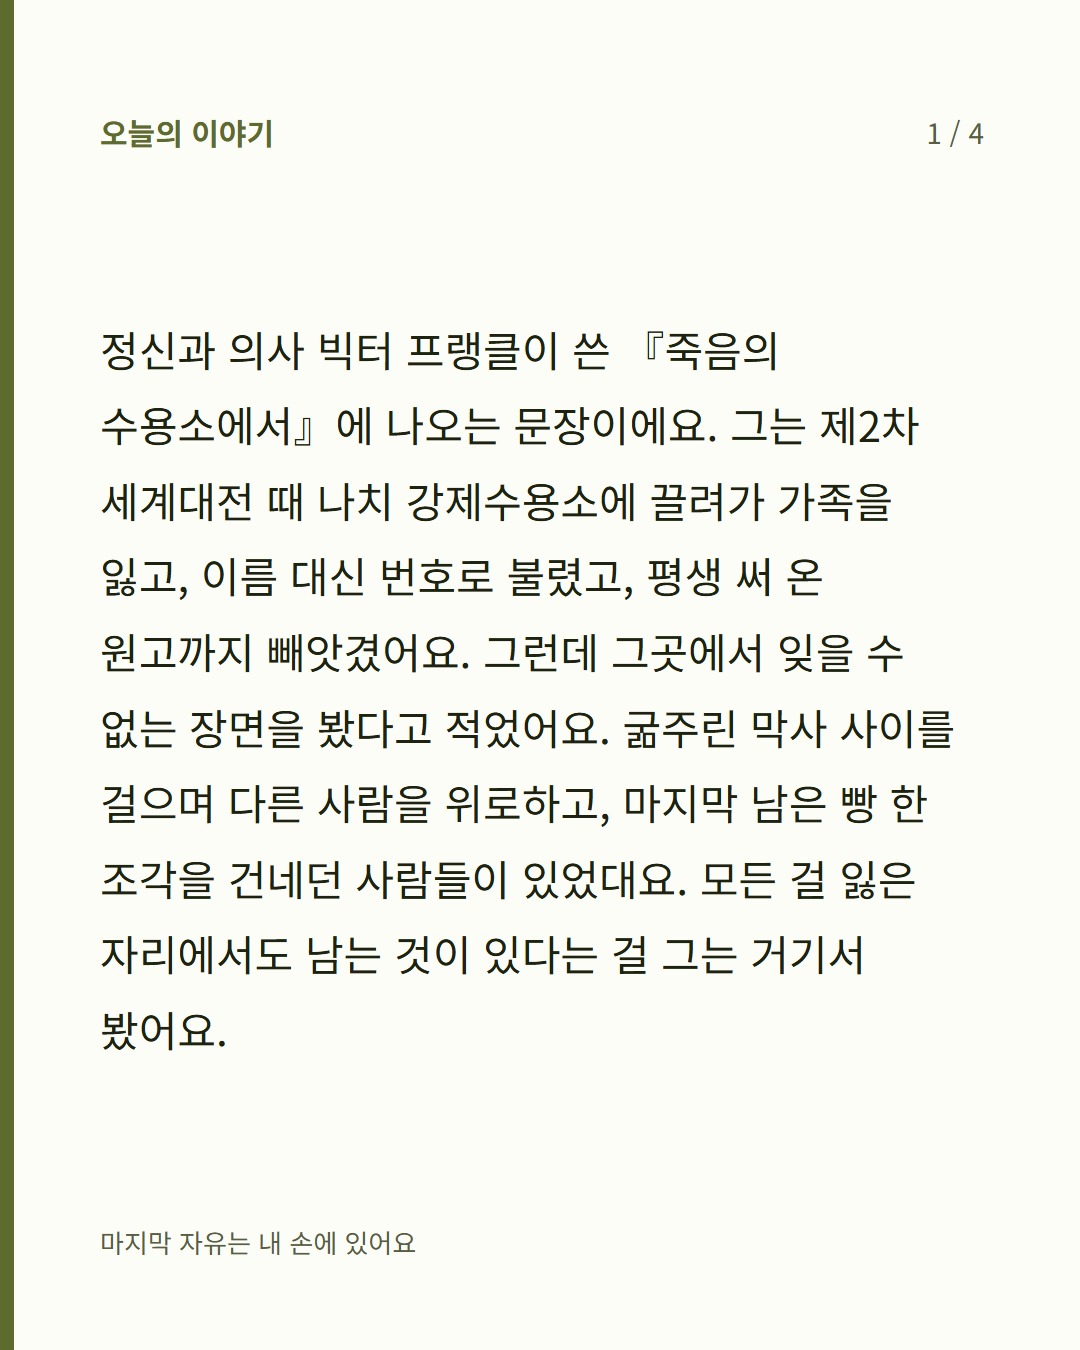 오늘의 이야기
1 / 4
정신과 의사 빅터 프랭클이 쓴 『죽음의
수용소에서』에 나오는 문장이에요. 그는 제2차
세계대전 때 나치 강제수용소에 끌려가 가족을
잃고, 이름 대신 번호로 불렸고, 평생 써 온
원고까지 빼앗겼어요. 그런데 그곳에서 잊을 수
없는 장면을 봤다고 적었어요. 굶주린 막사 사이를
걸으며 다른 사람을 위로하고, 마지막 남은 빵 한
조각을 건네던 사람들이 있었대요. 모든 걸 잃은
자리에서도 남는 것이 있다는 걸 그는 거기서
봤어요.
마지막 자유는 내 손에 있어요